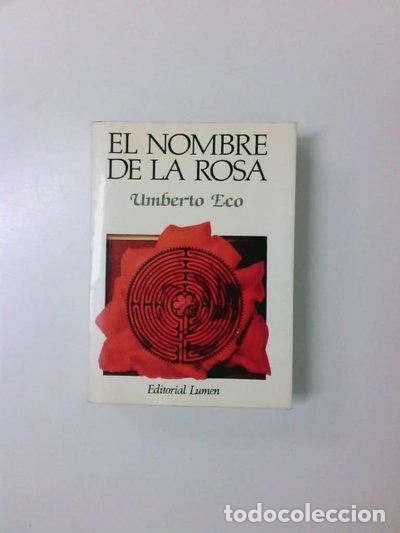 EL NOMBRE
DE LA ROSA
Umberto Eco
Editorial Lumen
todocoleccion